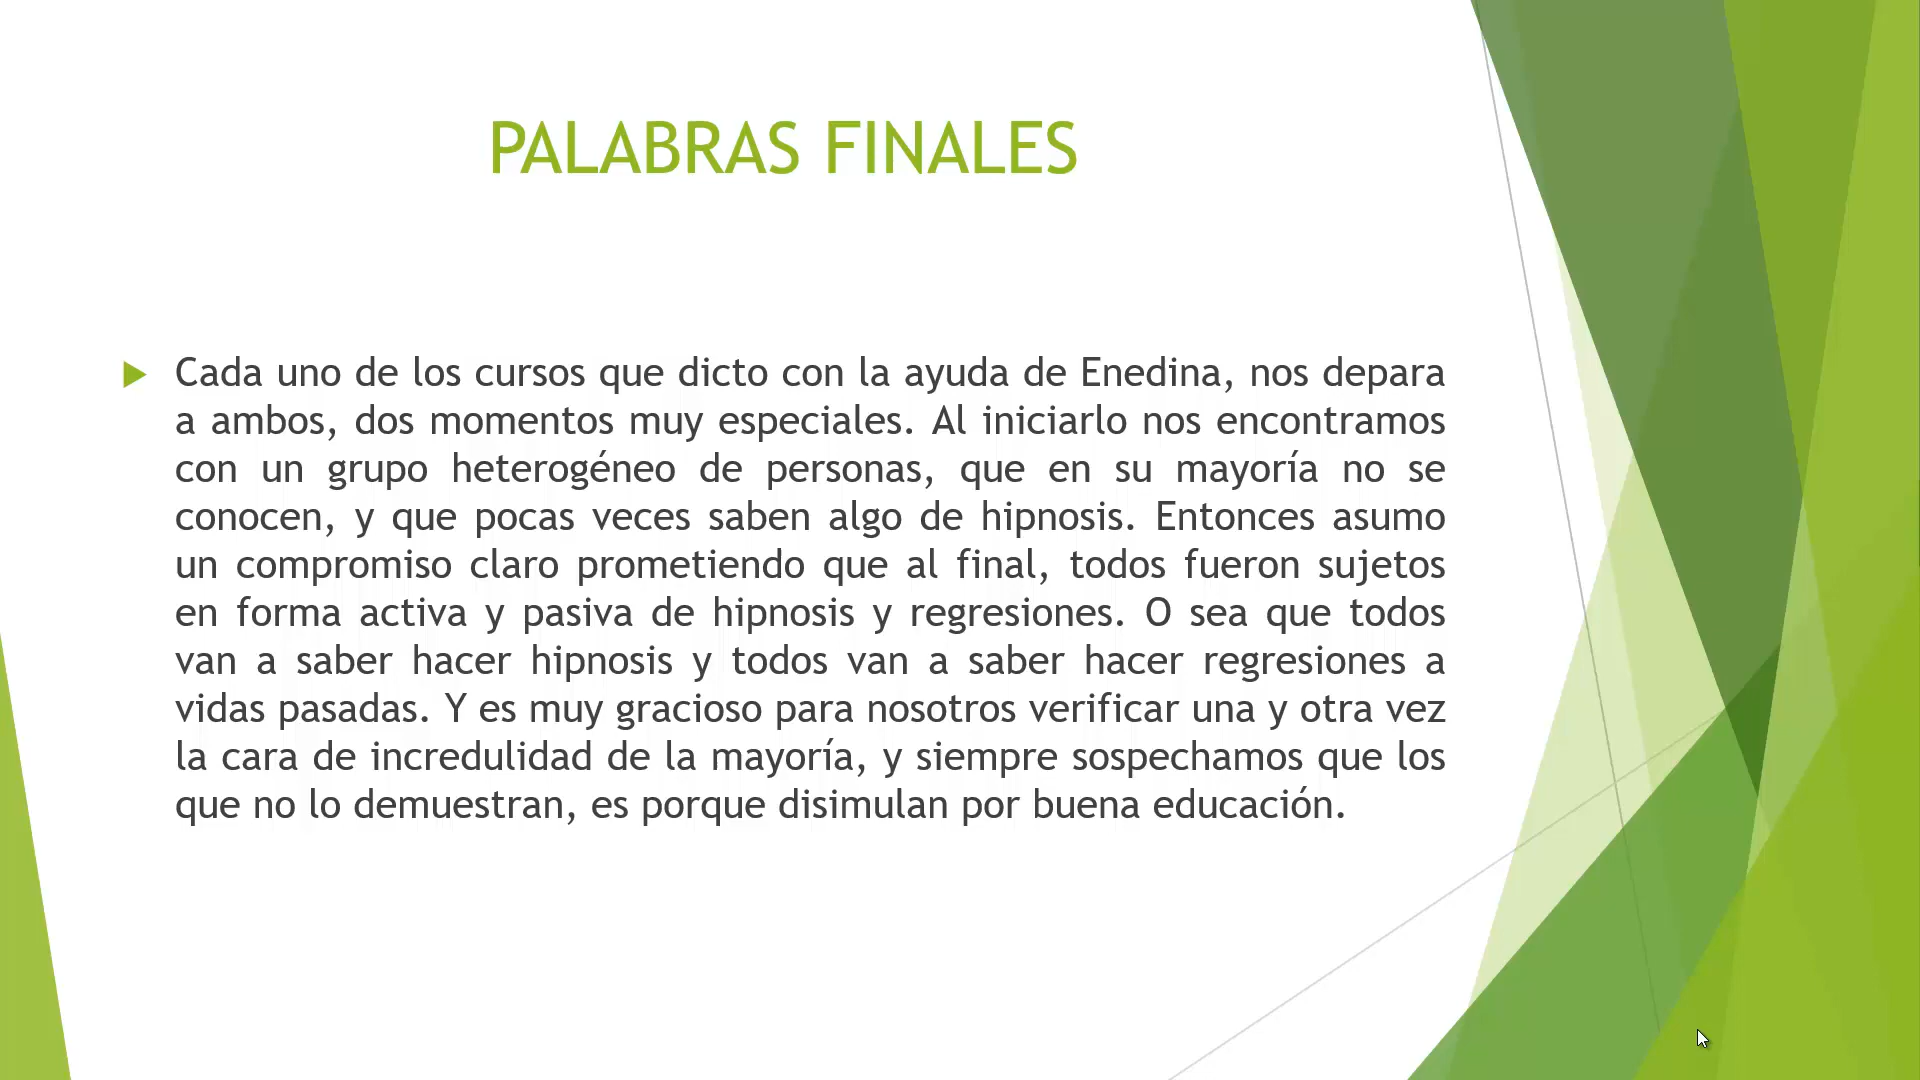 PALABRAS FINALES
Cada uno de los cursos que dicto con la ayuda de Enedina, nos depara
a ambos, dos momentos muy especiales. Al iniciarlo nos encontramos
con un grupo heterogéneo de personas, que en su mayoría no se
conocen, y que pocas veces saben algo de hipnosis. Entonces asumo
un compromiso claro prometiendo que al final, todos fueron sujetos
en forma activa y pasiva de hipnosis y regresiones. O sea que todos
van a saber hacer hipnosis y todos van a saber hacer regresiones a
vidas pasadas. Y es muy gracioso para nosotros verificar una y otra vez
la cara de incredulidad de la mayoría, y siempre sospechamos que los
que no lo demuestran, es porque disimulan por buena educación.